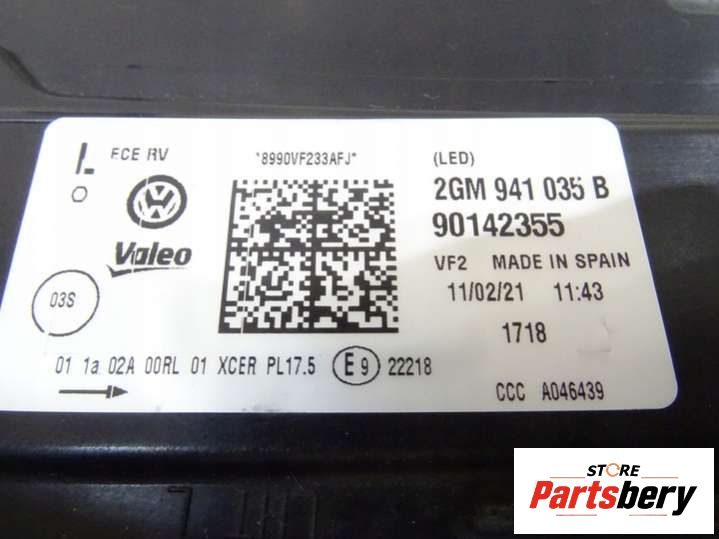 L
ECE RV
*8990VF233AFJ*
(LED)
2GM 941 035 B
90142355
Valeo
VF2 MADE IN SPAIN
11/02/21 11:43
03S
1718
01 1a 02A 00RL 01 XCER PL17.5 E9 22218
CCC A046439
STORE
Partsbery